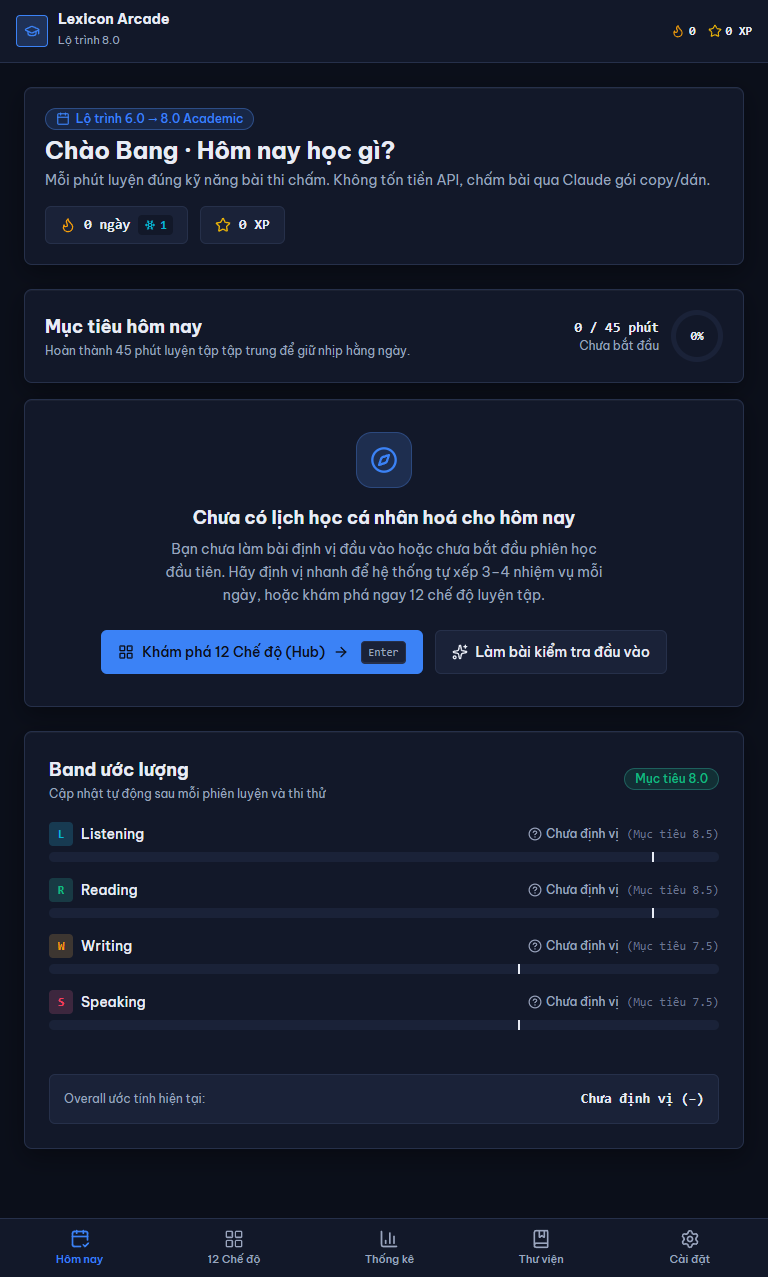 Lexicon Arcade
Lộ trình 8.0
0 0 XP
Lộ trình 6.0 → 8.0 Academic
Chào Bang · Hôm nay học gì?
Mỗi phút luyện đúng kỹ năng bài thi chấm. Không tốn tiền API, chấm bài qua Claude gói copy/dán.
0 ngày 1
0 XP
Mục tiêu hôm nay
Hoàn thành 45 phút luyện tập tập trung để giữ nhịp hằng ngày.
0 / 45 phút
Chưa bắt đầu
0%
Chưa có lịch học cá nhân hoá cho hôm nay
Bạn chưa làm bài định vị đầu vào hoặc chưa bắt đầu phiên học
đầu tiên. Hãy định vị nhanh để hệ thống tự xếp 3–4 nhiệm vụ mỗi
ngày, hoặc khám phá ngay 12 chế độ luyện tập.
Khám phá 12 Chế độ (Hub) → Enter
Làm bài kiểm tra đầu vào
Band ước lượng
Cập nhật tự động sau mỗi phiên luyện và thi thử
Mục tiêu 8.0
L Listening Chưa định vị (Mục tiêu 8.5)
R Reading Chưa định vị (Mục tiêu 8.5)
W Writing Chưa định vị (Mục tiêu 7.5)
S Speaking Chưa định vị (Mục tiêu 7.5)
Overall ước tính hiện tại: Chưa định vị (–)
Hôm nay
12 Chế độ
Thống kê
Thư viện
Cài đặt